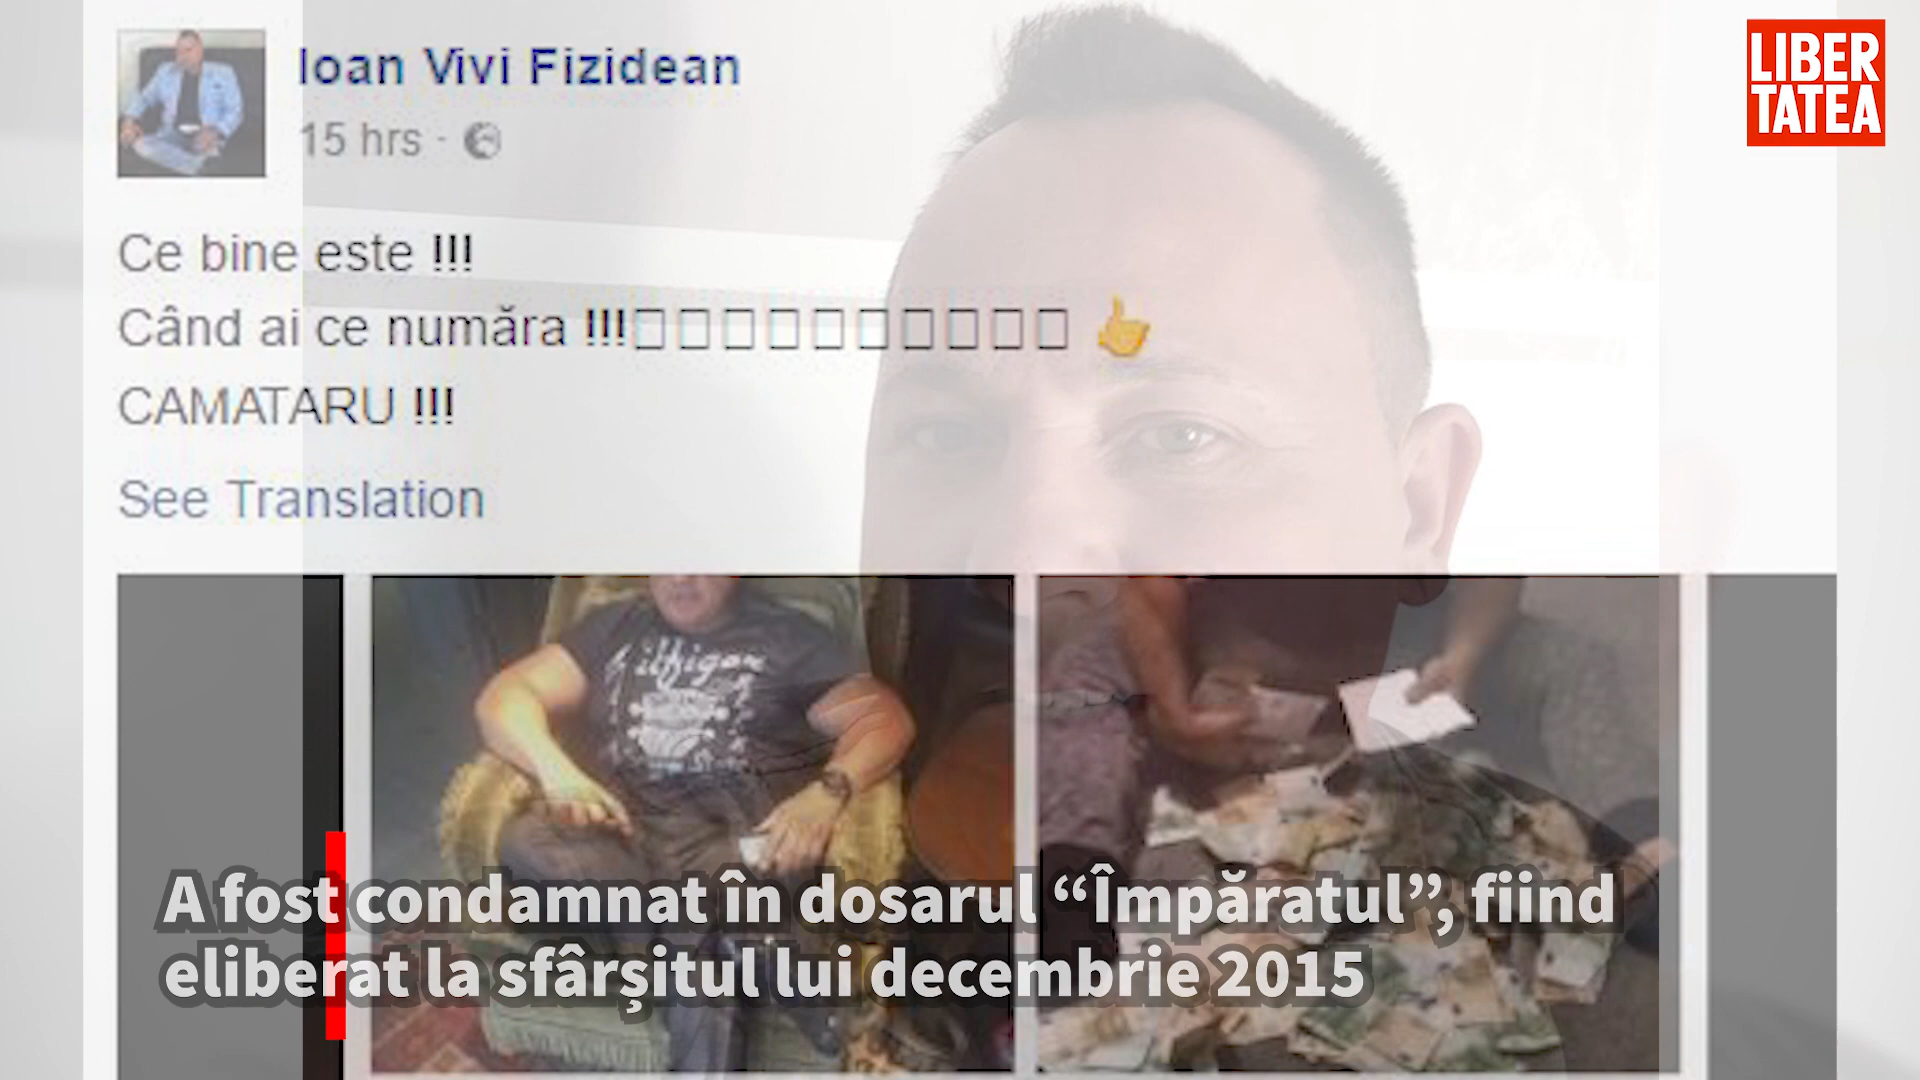 Ioan Vivi Fizidean
15 hrs ·
Ce bine este !!!
Când ai ce număra !!!
CAMATARU !!!
See Translation
LIBER
TATEA
A fost condamnat în dosarul “Împăratul”, fiind
eliberat la sfârșitul lui decembrie 2015